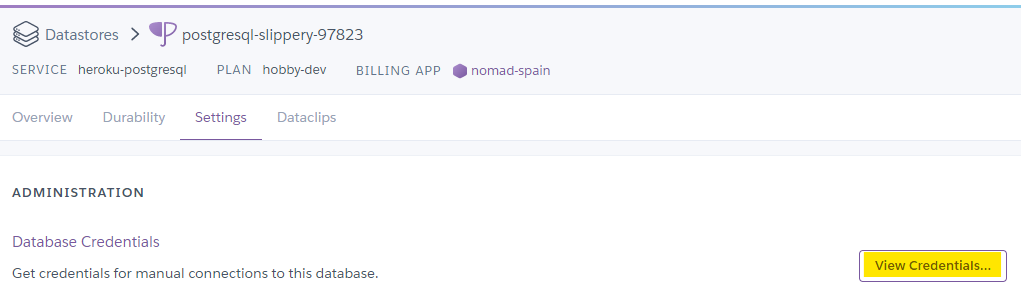 Datastores > postgresql-slippery-97823
SERVICE heroku-postgresql PLAN hobby-dev BILLING APP nomad-spain
Overview Durability Settings Dataclips
ADMINISTRATION
Database Credentials
Get credentials for manual connections to this database.
View Credentials...